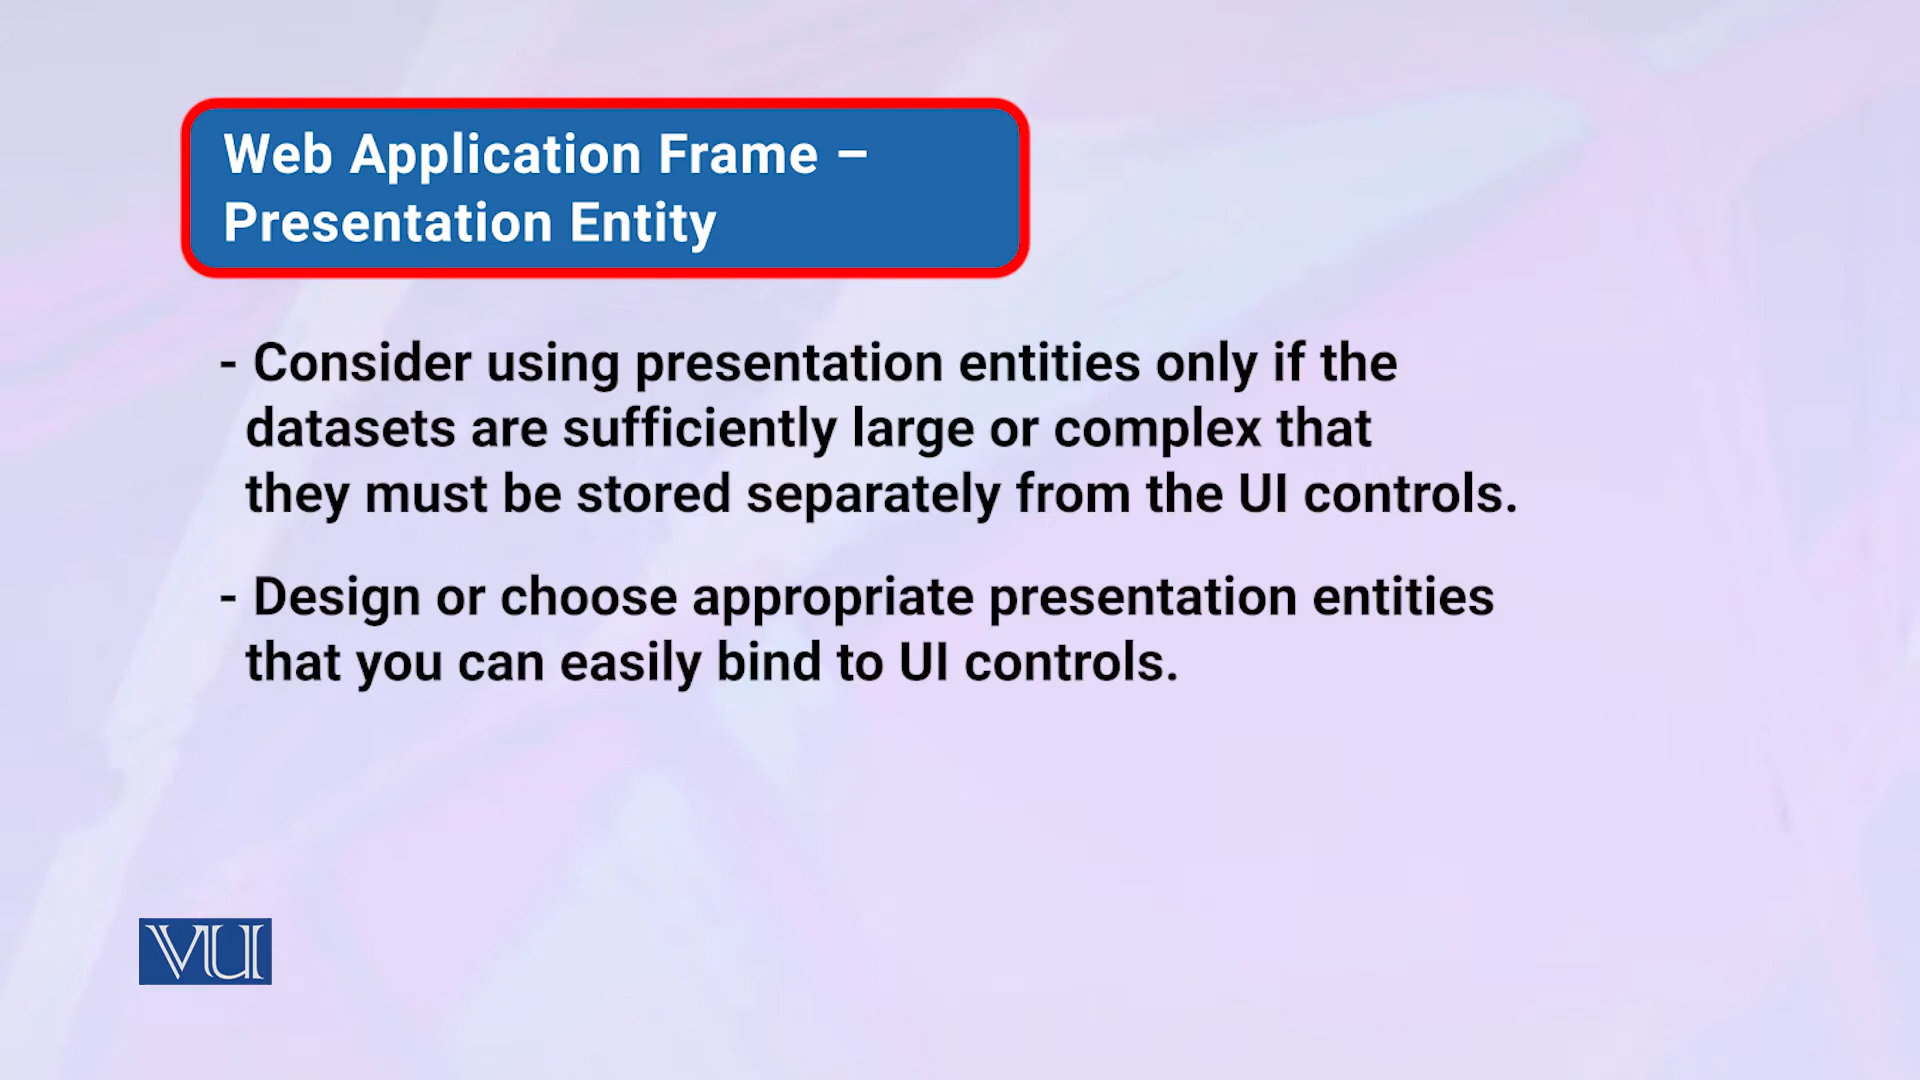 Web Application Frame –
Presentation Entity
- Consider using presentation entities only if the
datasets are sufficiently large or complex that
they must be stored separately from the UI controls.
- Design or choose appropriate presentation entities
that you can easily bind to UI controls.
VU